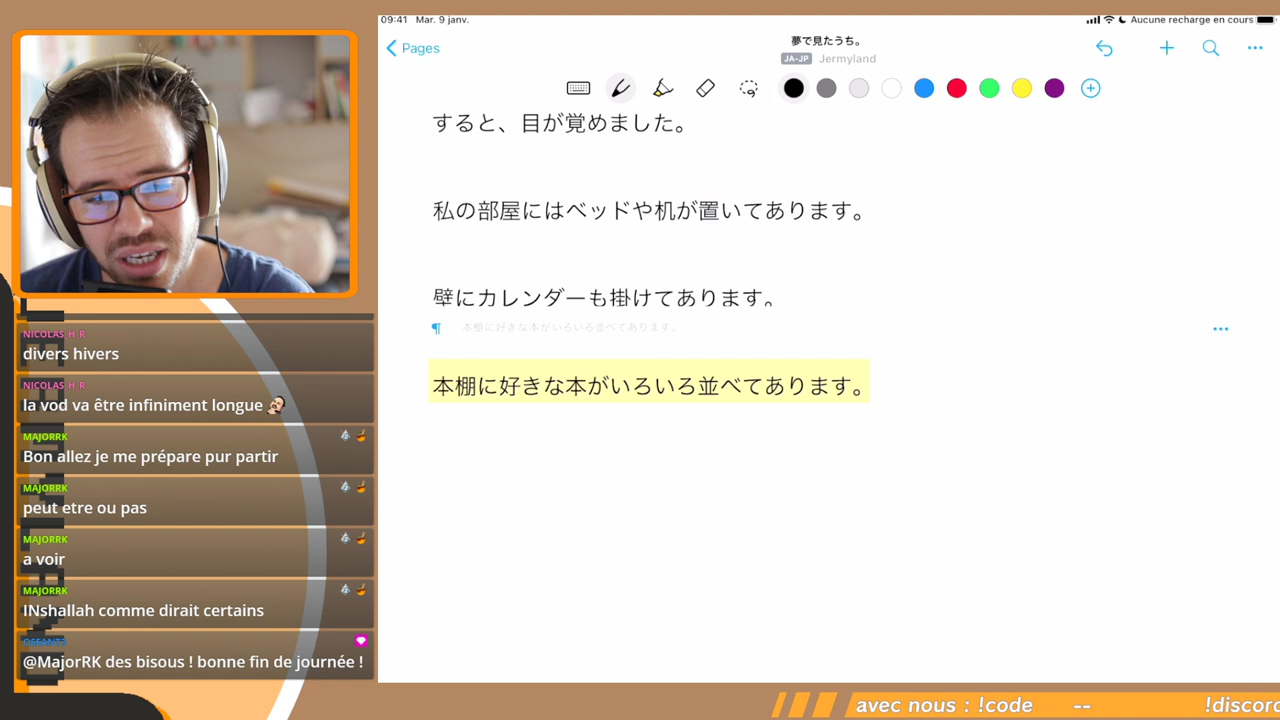 09:41 Mar. 9 janv.
Aucune recharge en cours
Pages
夢で見たうち。
JA-JP Jermyland
すると、目が覚めました。
私の部屋にはベッドや机が置いてあります。
壁にカレンダーも掛けてあります。
本棚に好きな本がいろいろ並べてあります。
本棚に好きな本がいろいろ並べてあります。
NICOLAS_H_R
divers hivers
NICOLAS_H_R
la vod va être infiniment longue
MAJORRK
Bon allez je me prépare pur partir
MAJORRK
peut etre ou pas
MAJORRK
a voir
MAJORRK
INshallah comme dirait certains
@MajorRK des bisous ! bonne fin de journée !
avec nous : !code -- !discord